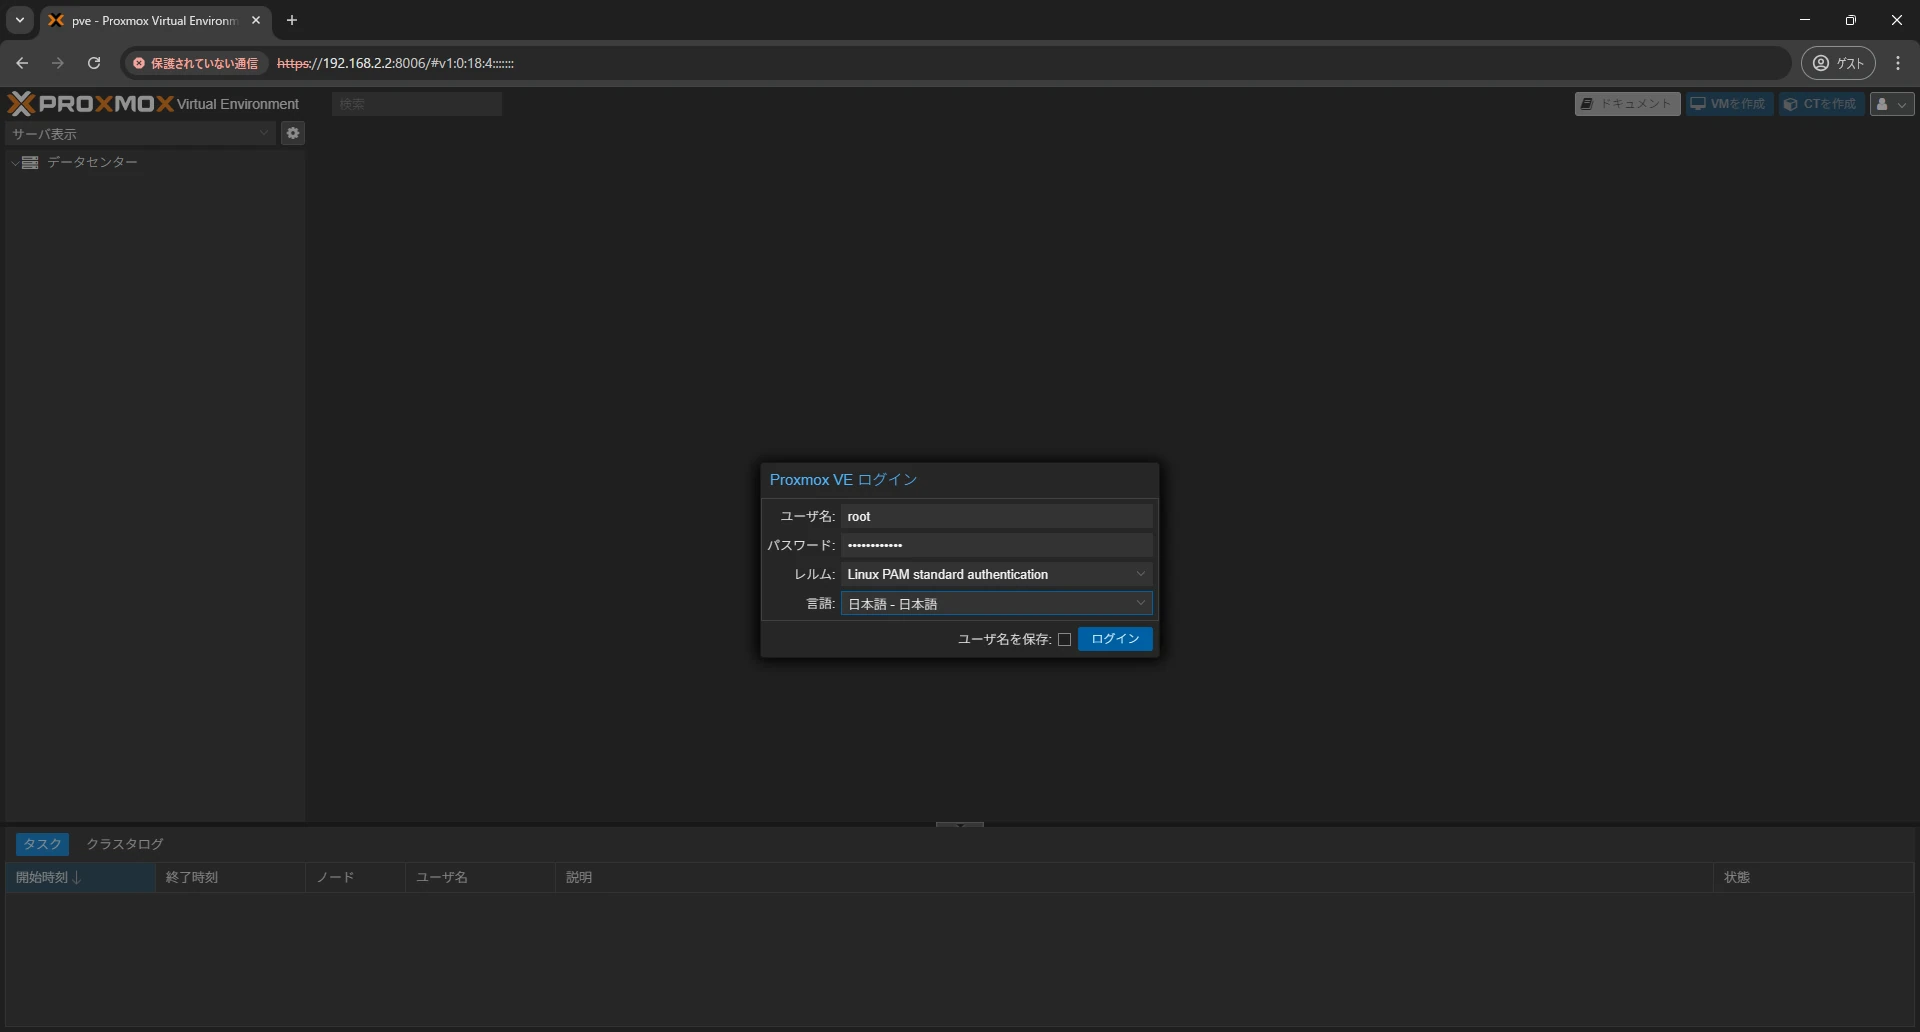 pve - Proxmox Virtual Environm
保護されていない通信
https://192.168.2.2:8006/#v1:0:18:4:::::::
ゲスト
PROXMOX Virtual Environment
検索
ドキュメント
VMを作成
CTを作成
サーバ表示
データセンター
Proxmox VE ログイン
ユーザ名: root
パスワード: ••••••••••••
レルム: Linux PAM standard authentication
言語: 日本語 - 日本語
ユーザ名を保存:
ログイン
タスク
クラスタログ
開始時刻
終了時刻
ノード
ユーザ名
説明
状態